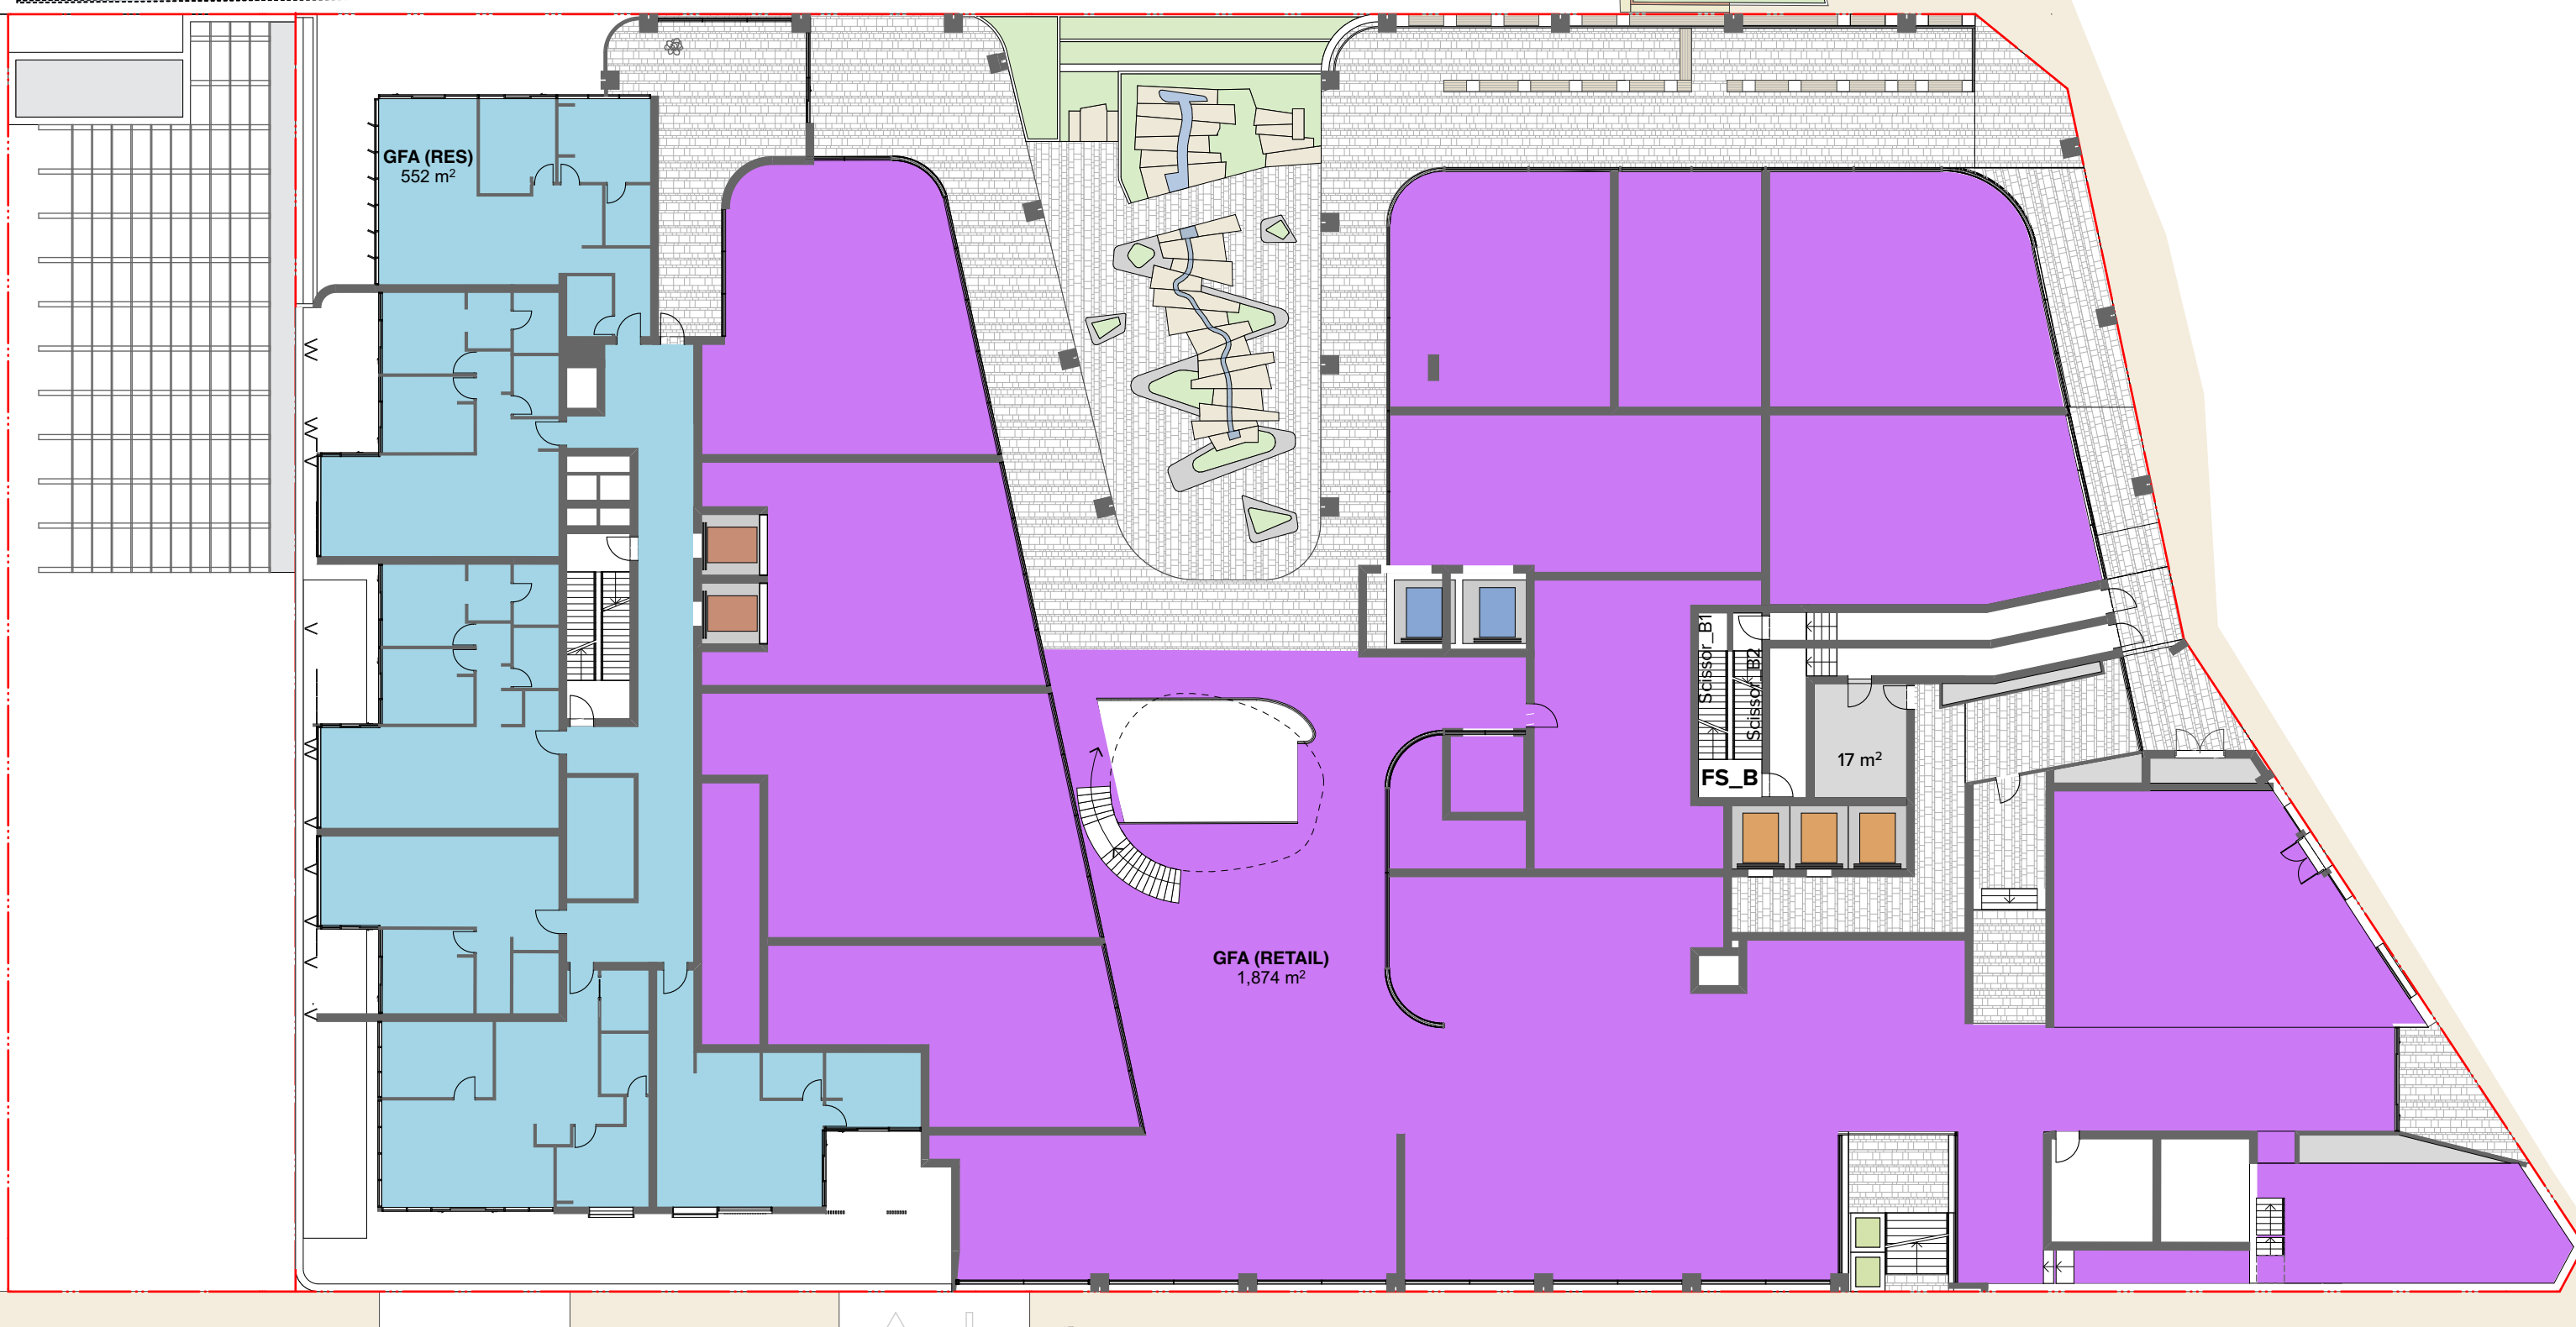 GFA (RES)
552 m²
Scissor_B1
Scissor_B2
17 m²
FS_B
GFA (RETAIL)
1,874 m²